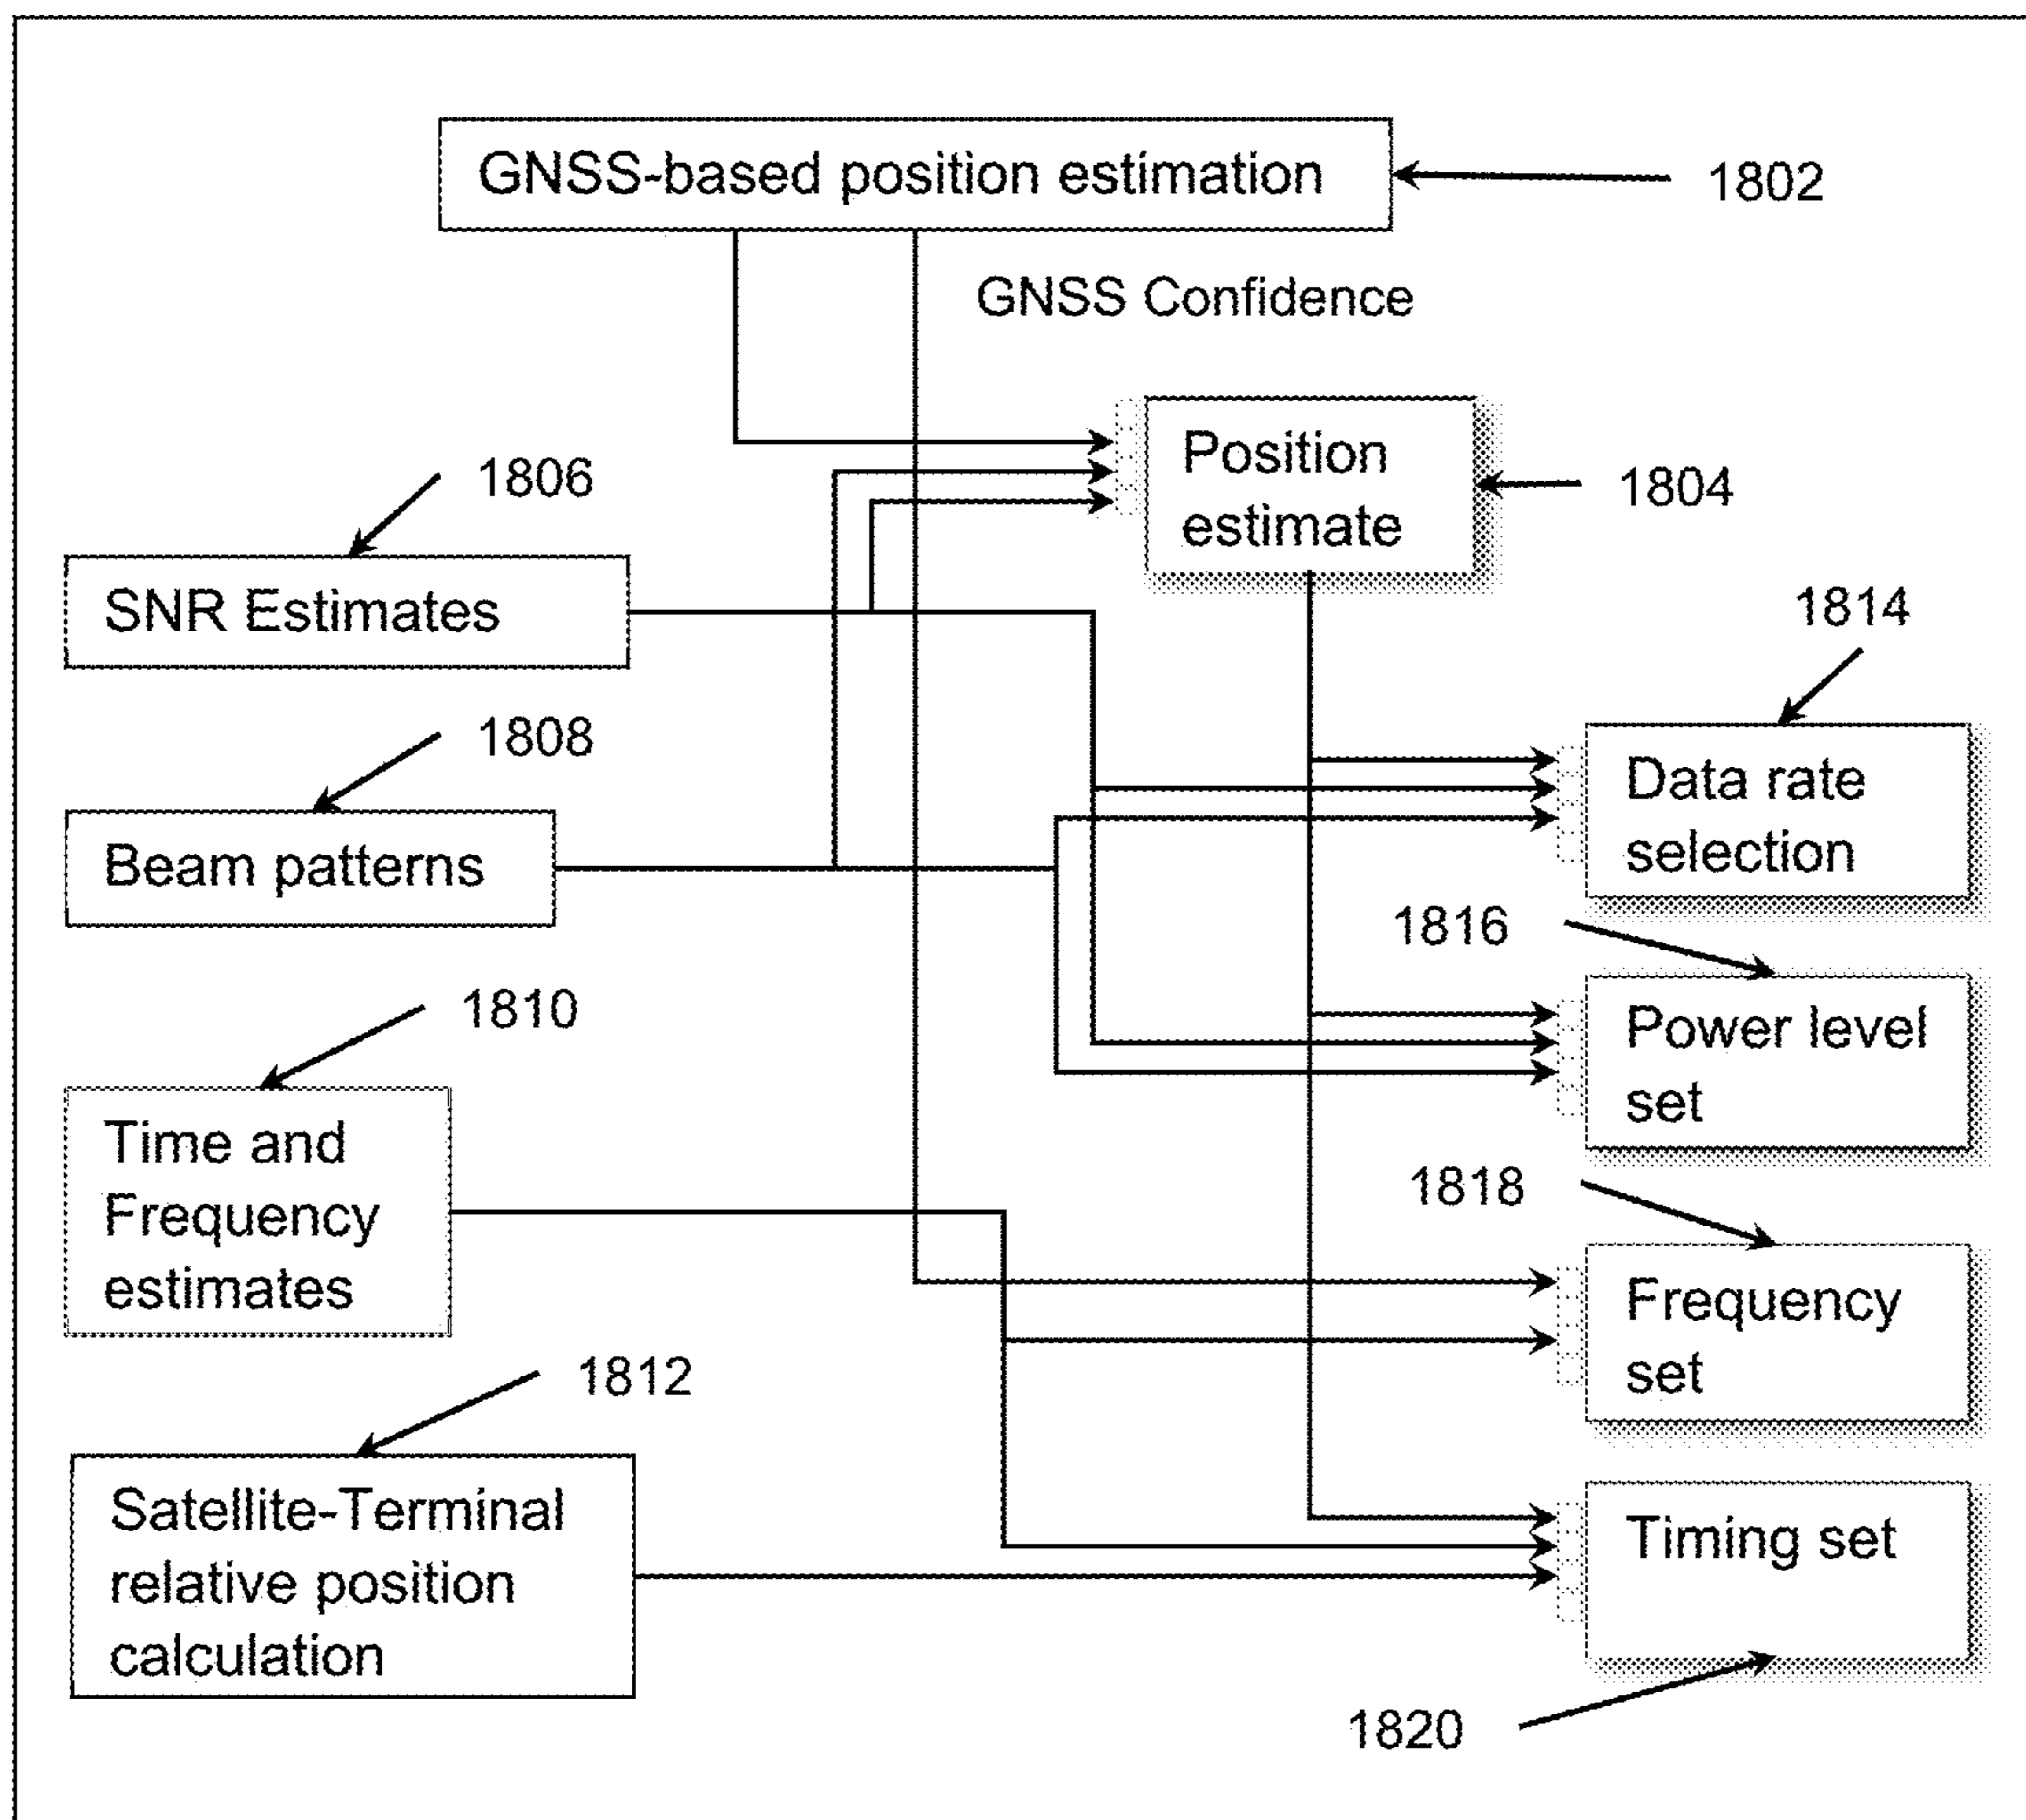 GNSS-based position estimation
1802
GNSS Confidence
Position
estimate
1804
1806
SNR Estimates
1814
1808
Data rate
selection
Beam patterns
1816
1810
Power level
set
Time and
Frequency
estimates
1818
Frequency
set
1812
Satellite-Terminal
relative position
calculation
Timing set
1820